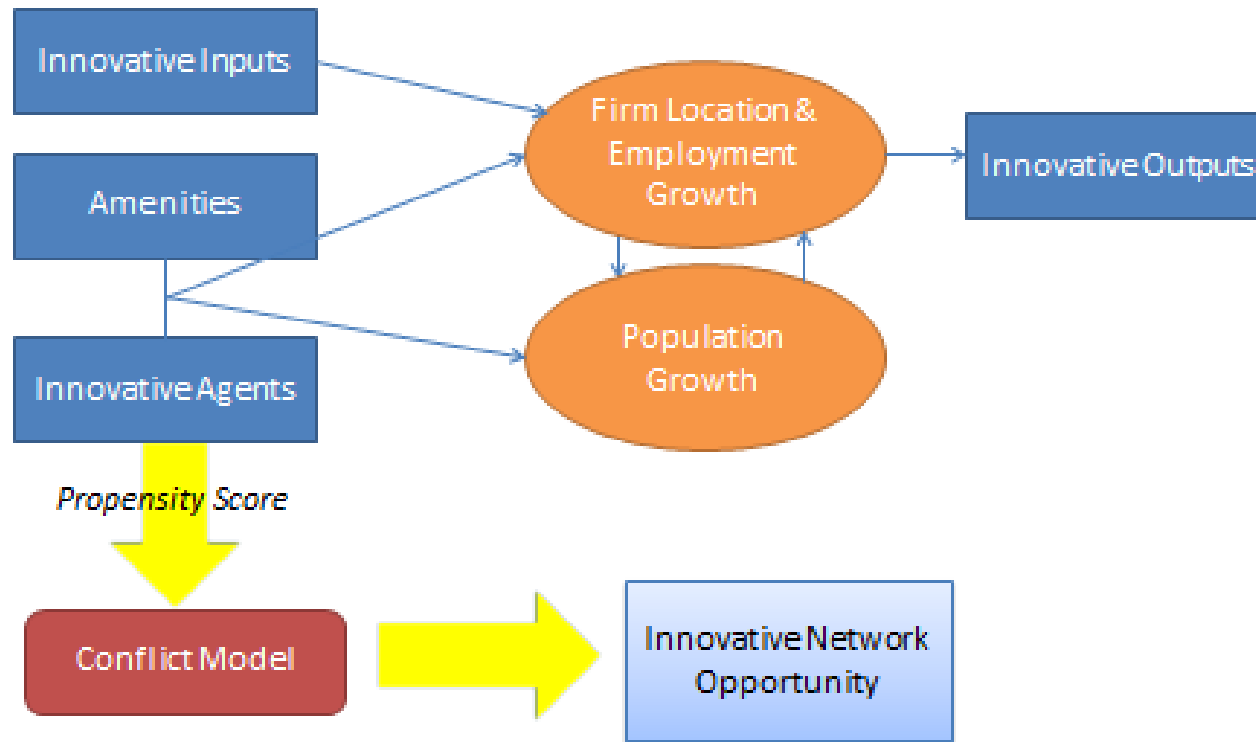 Innovative Inputs
Firm Location &
Employment
Growth
Innovative Outputs
Amenities
Population
Growth
Innovative Agents
Propensity Score
Conflict Model
Innovative Network
Opportunity